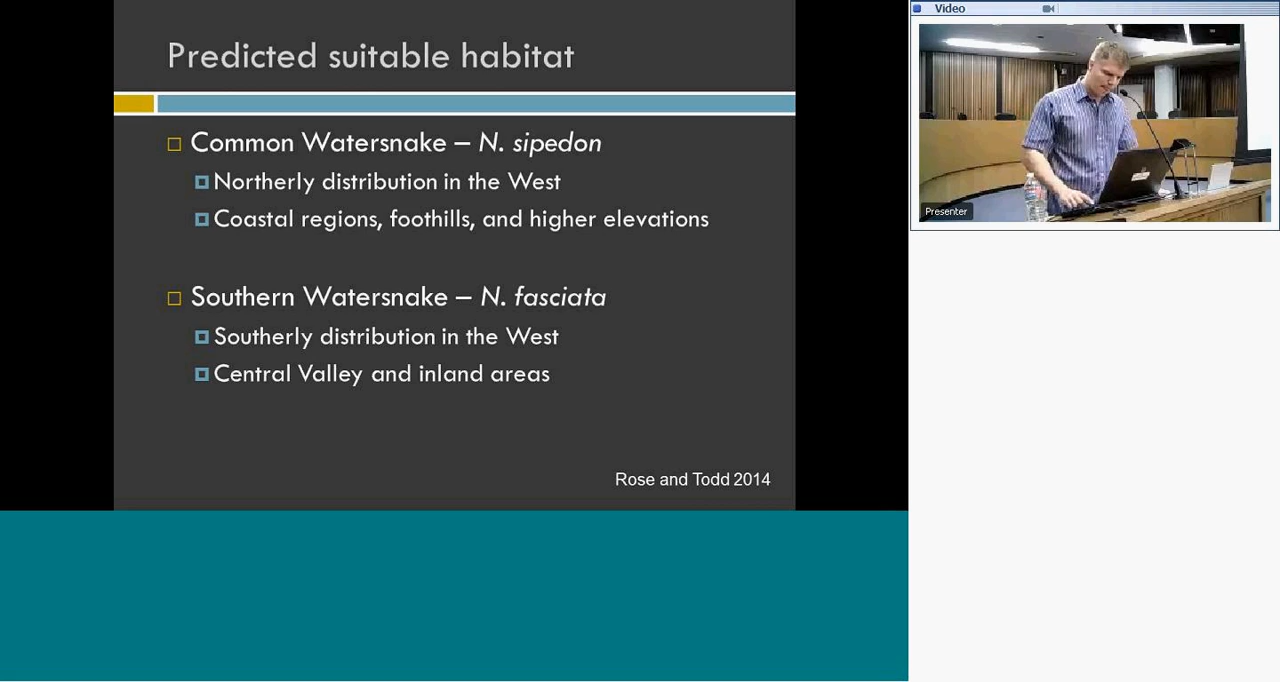 Predicted suitable habitat
Common Watersnake – N. sipedon
Northerly distribution in the West
Coastal regions, foothills, and higher elevations
Southern Watersnake – N. fasciata
Southerly distribution in the West
Central Valley and inland areas
Rose and Todd 2014
Video
Presenter